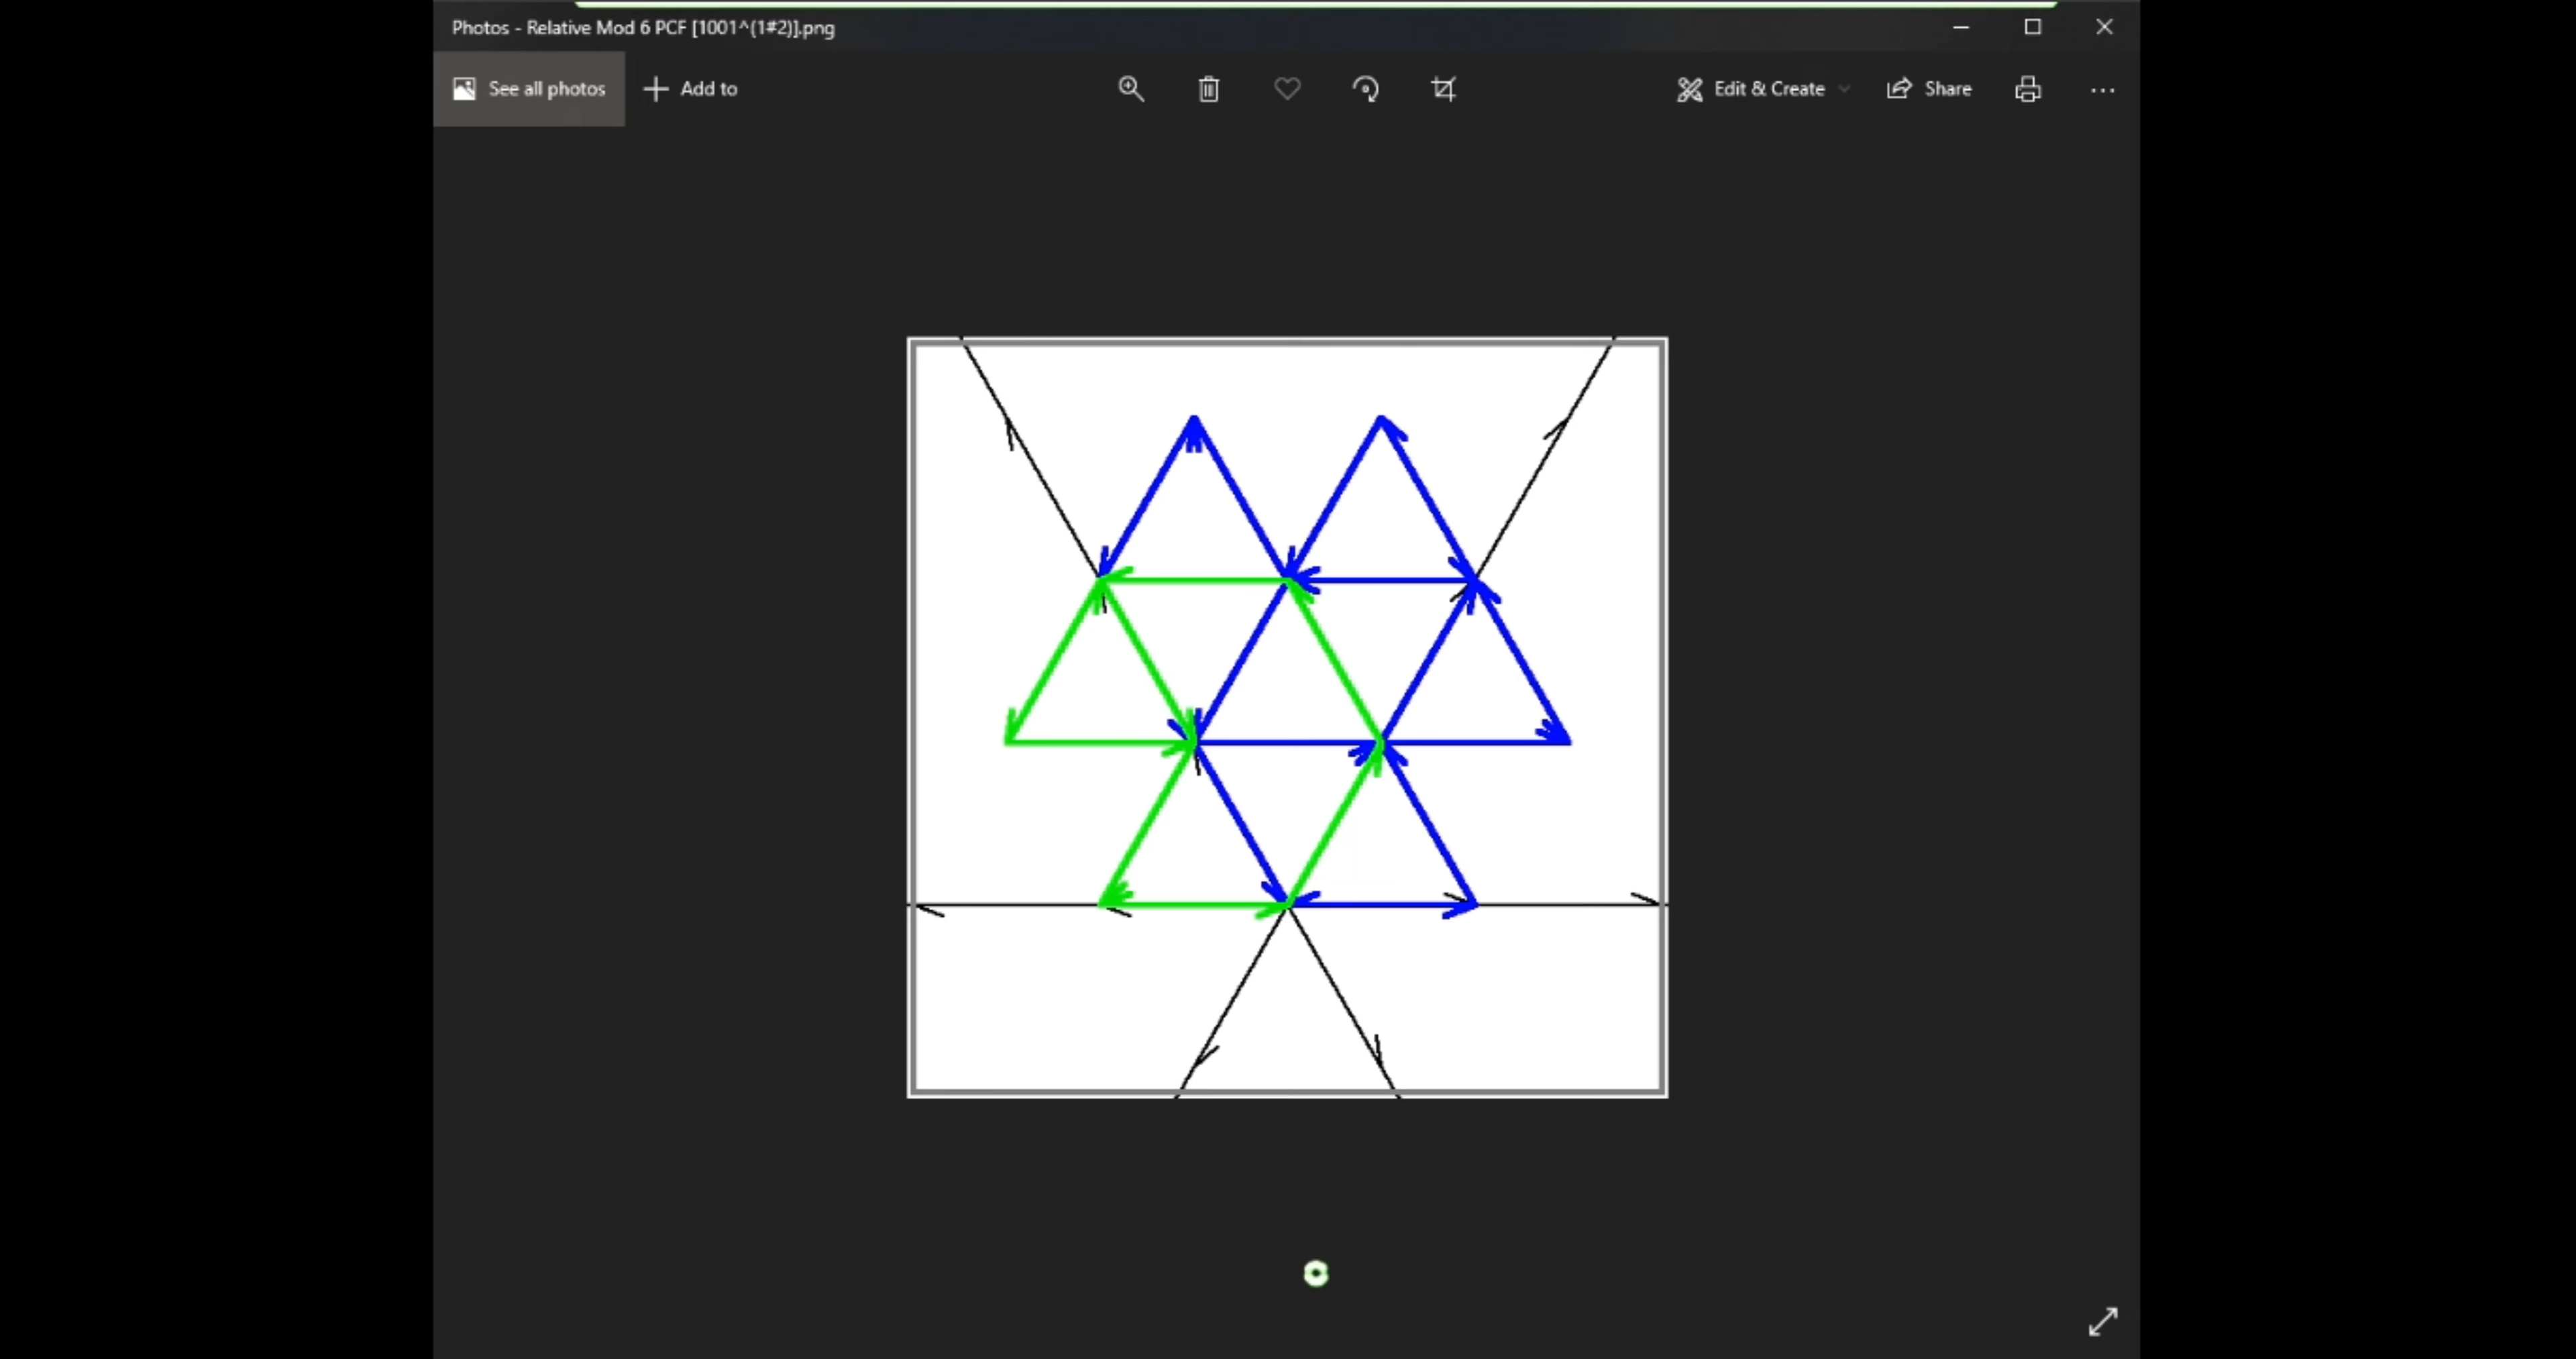 Photos - Relative Mod 6 PCF [1001^(1#2)].png
See all photos
Add to
Edit & Create
Share